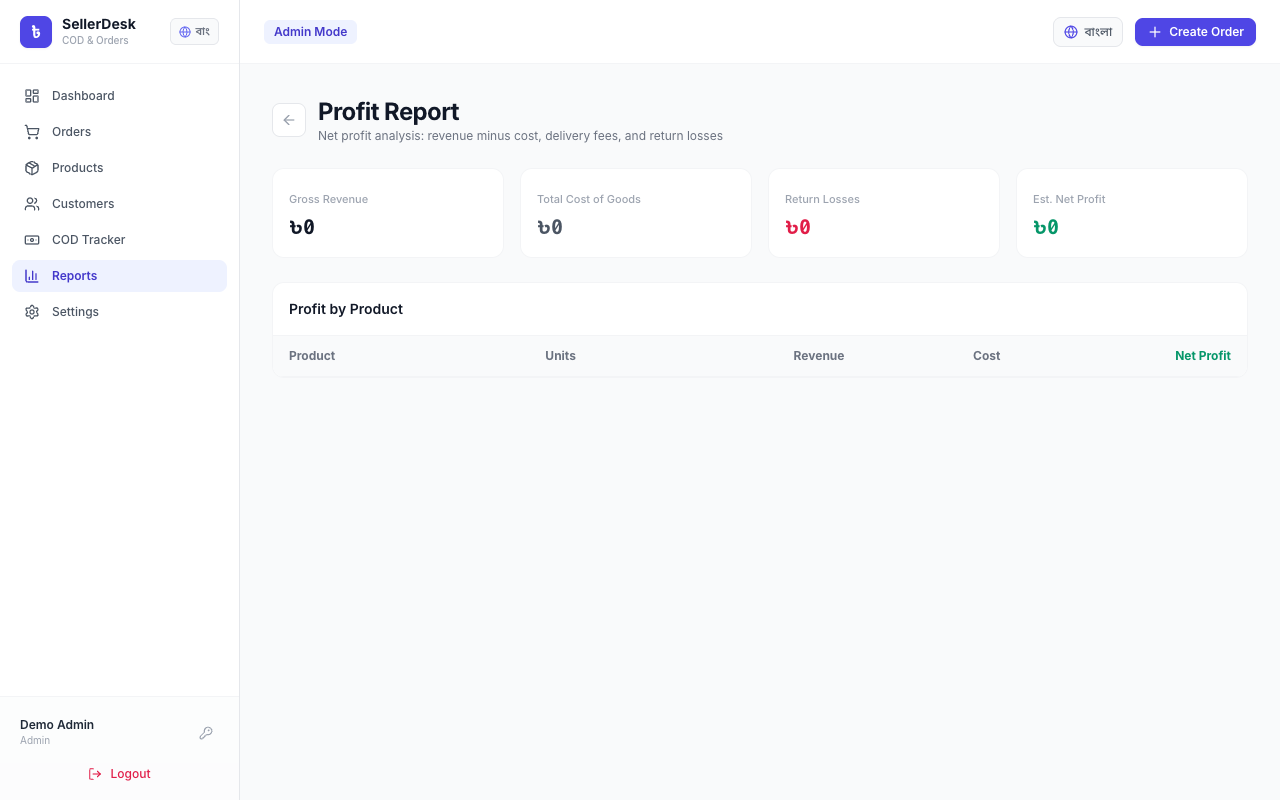 ৳
SellerDesk
COD & Orders
বাং
Admin Mode
বাংলা
Create Order
Dashboard
Orders
Products
Customers
COD Tracker
Reports
Settings
Profit Report
Net profit analysis: revenue minus cost, delivery fees, and return losses
Gross Revenue
৳0
Total Cost of Goods
৳0
Return Losses
৳0
Est. Net Profit
৳0
Profit by Product
Product Units Revenue Cost Net Profit
Demo Admin
Admin
Logout